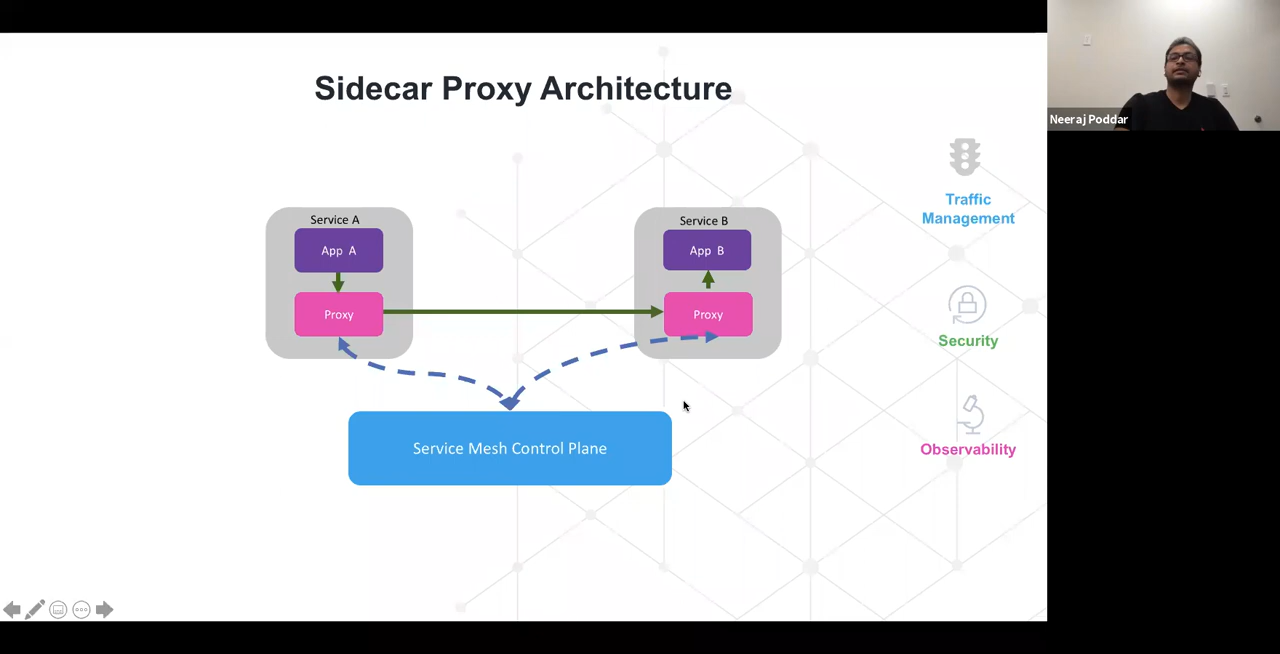 Sidecar Proxy Architecture
Neeraj Poddar
Traffic
Management
Service A
Service B
App A
App B
Proxy
Proxy
Security
Service Mesh Control Plane
Observability